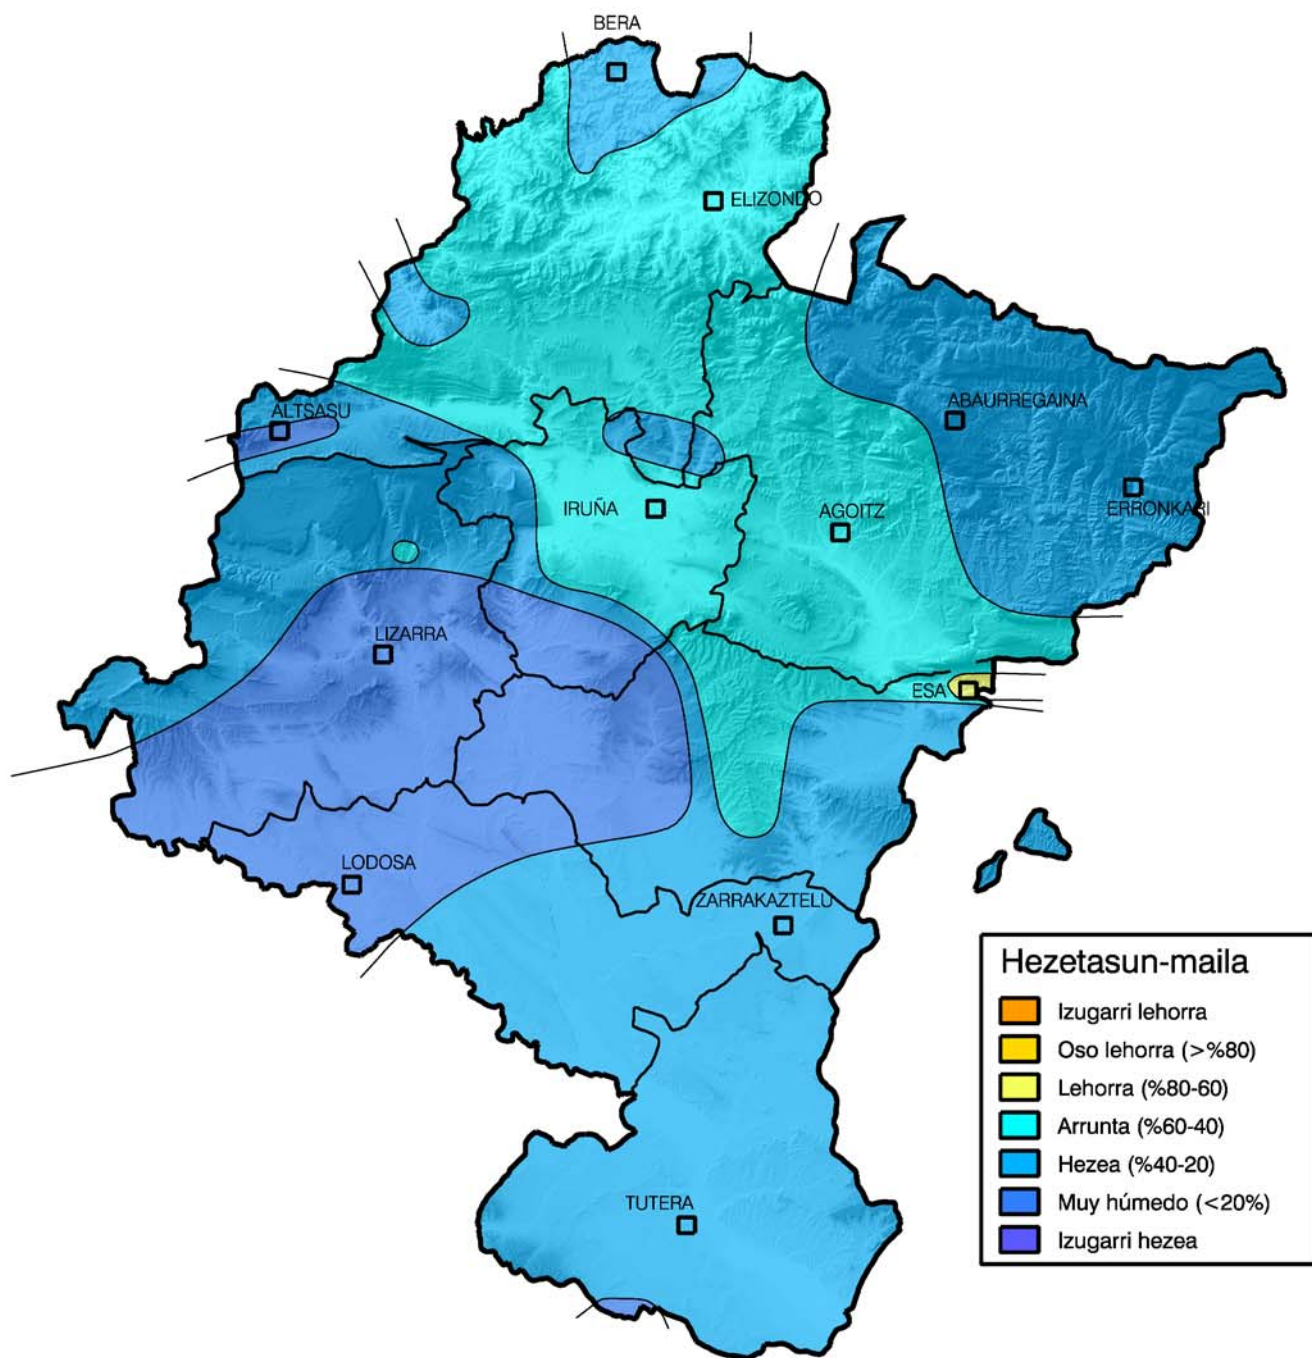 BERA
ELIZONDO
ALTSASU
ABAURREGAINA
IRUÑA
AGOITZ
ERRONKARI
LIZARRA
ESA
LODOSA
ZARRAKAZTELU
TUTERA
Hezetasun-maila
Izugarri lehorra
Oso lehorra (>%80)
Lehorra (%80-60)
Arrunta (%60-40)
Hezea (%40-20)
Muy húmedo (<20%)
Izugarri hezea